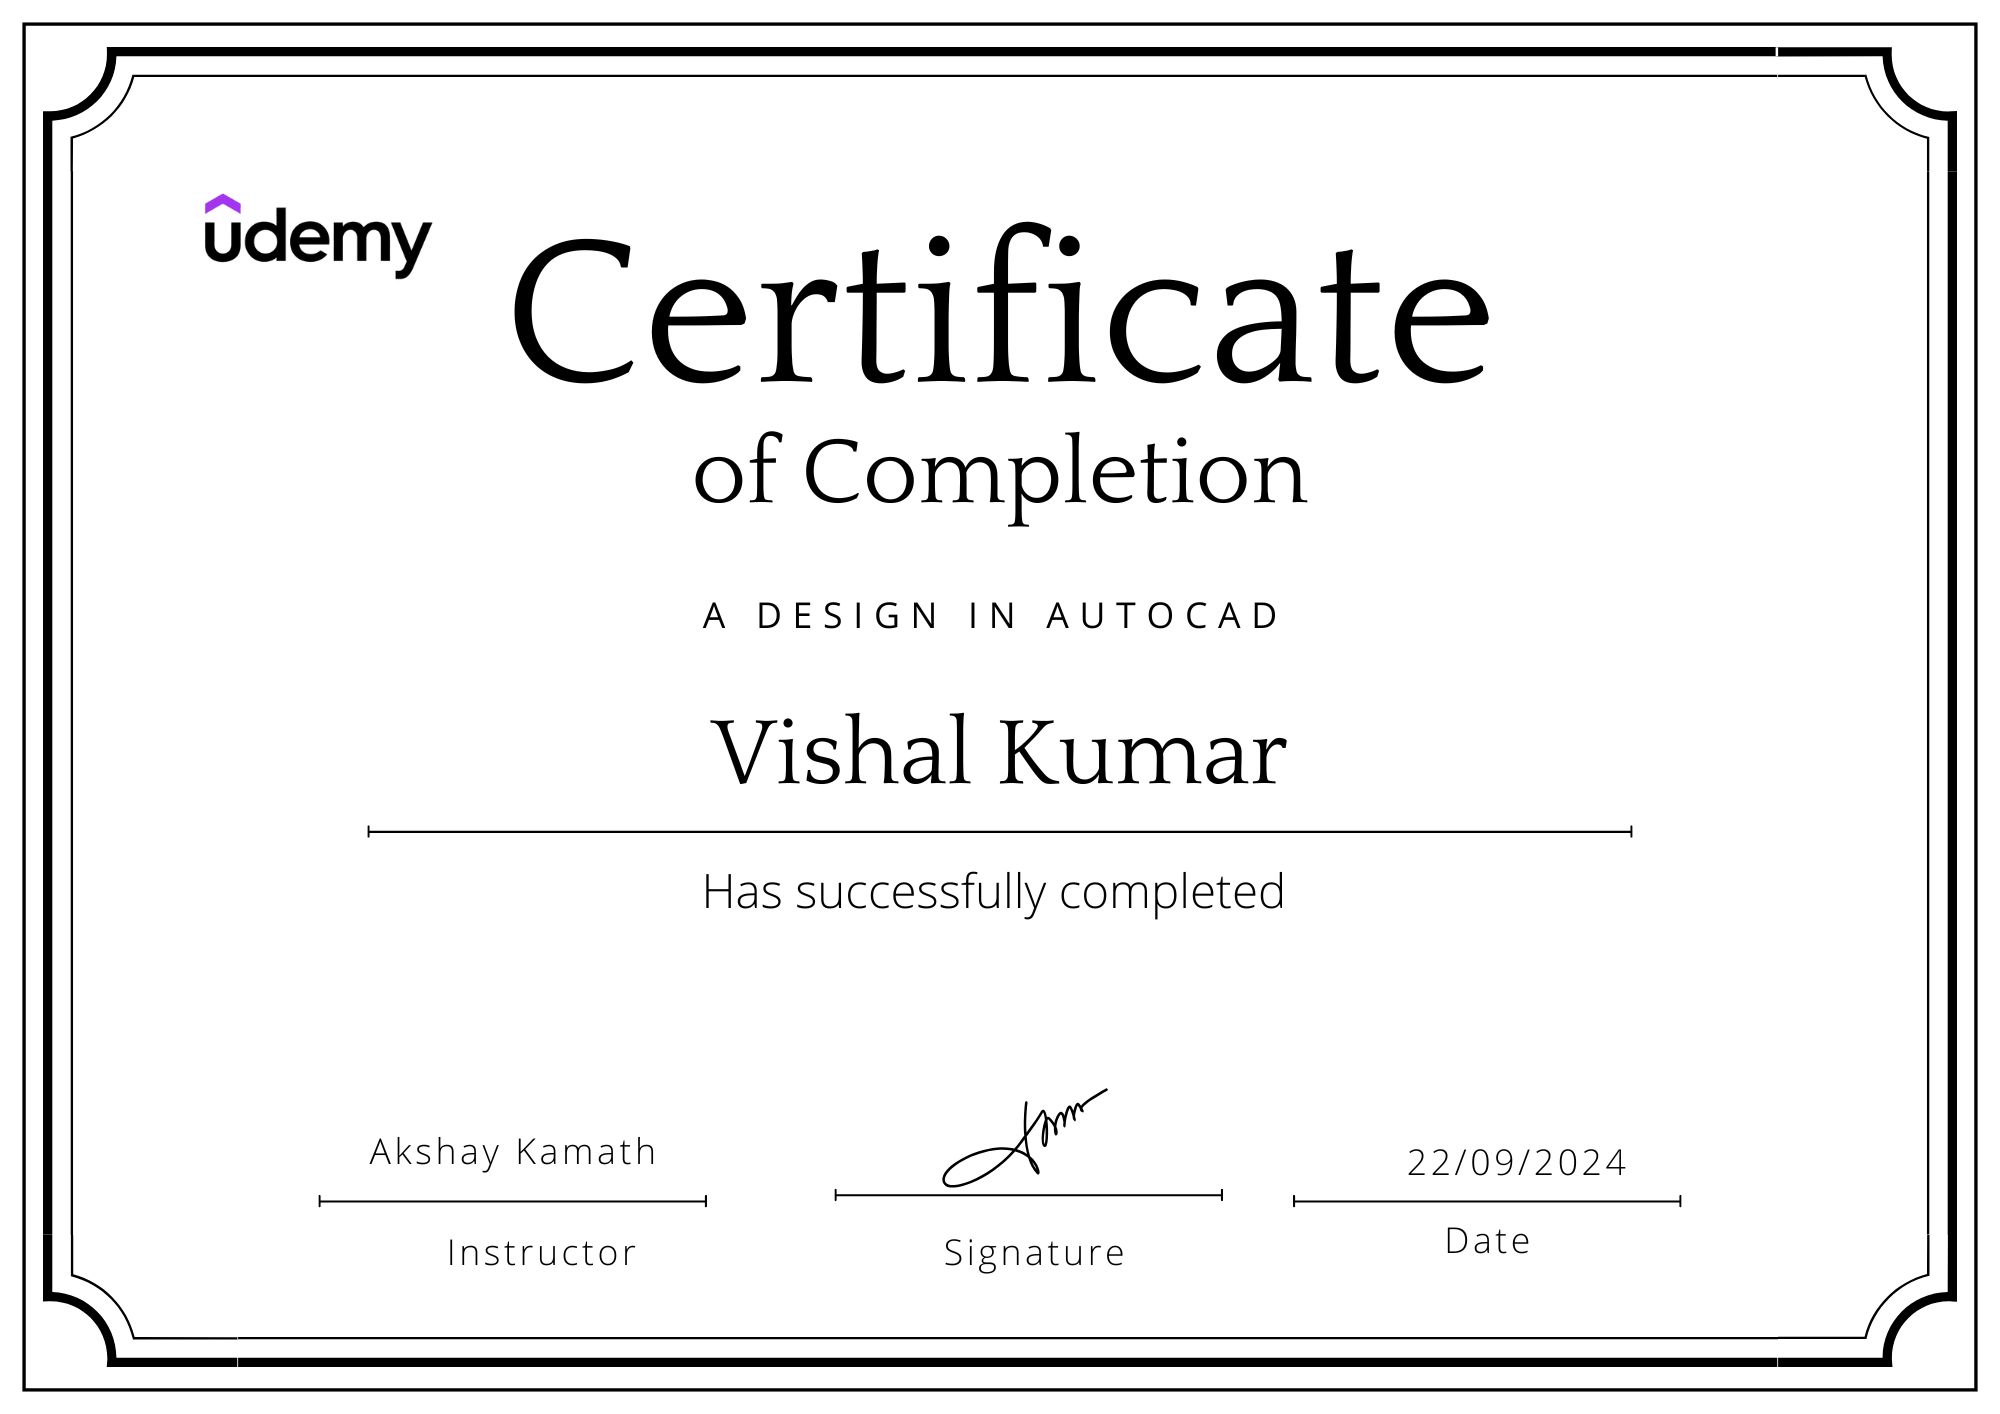 udemy
Certificate
of Completion
A DESIGN IN AUTOCAD
Vishal Kumar
Has successfully completed
Akshay Kamath
22/09/2024
Instructor
Signature
Date